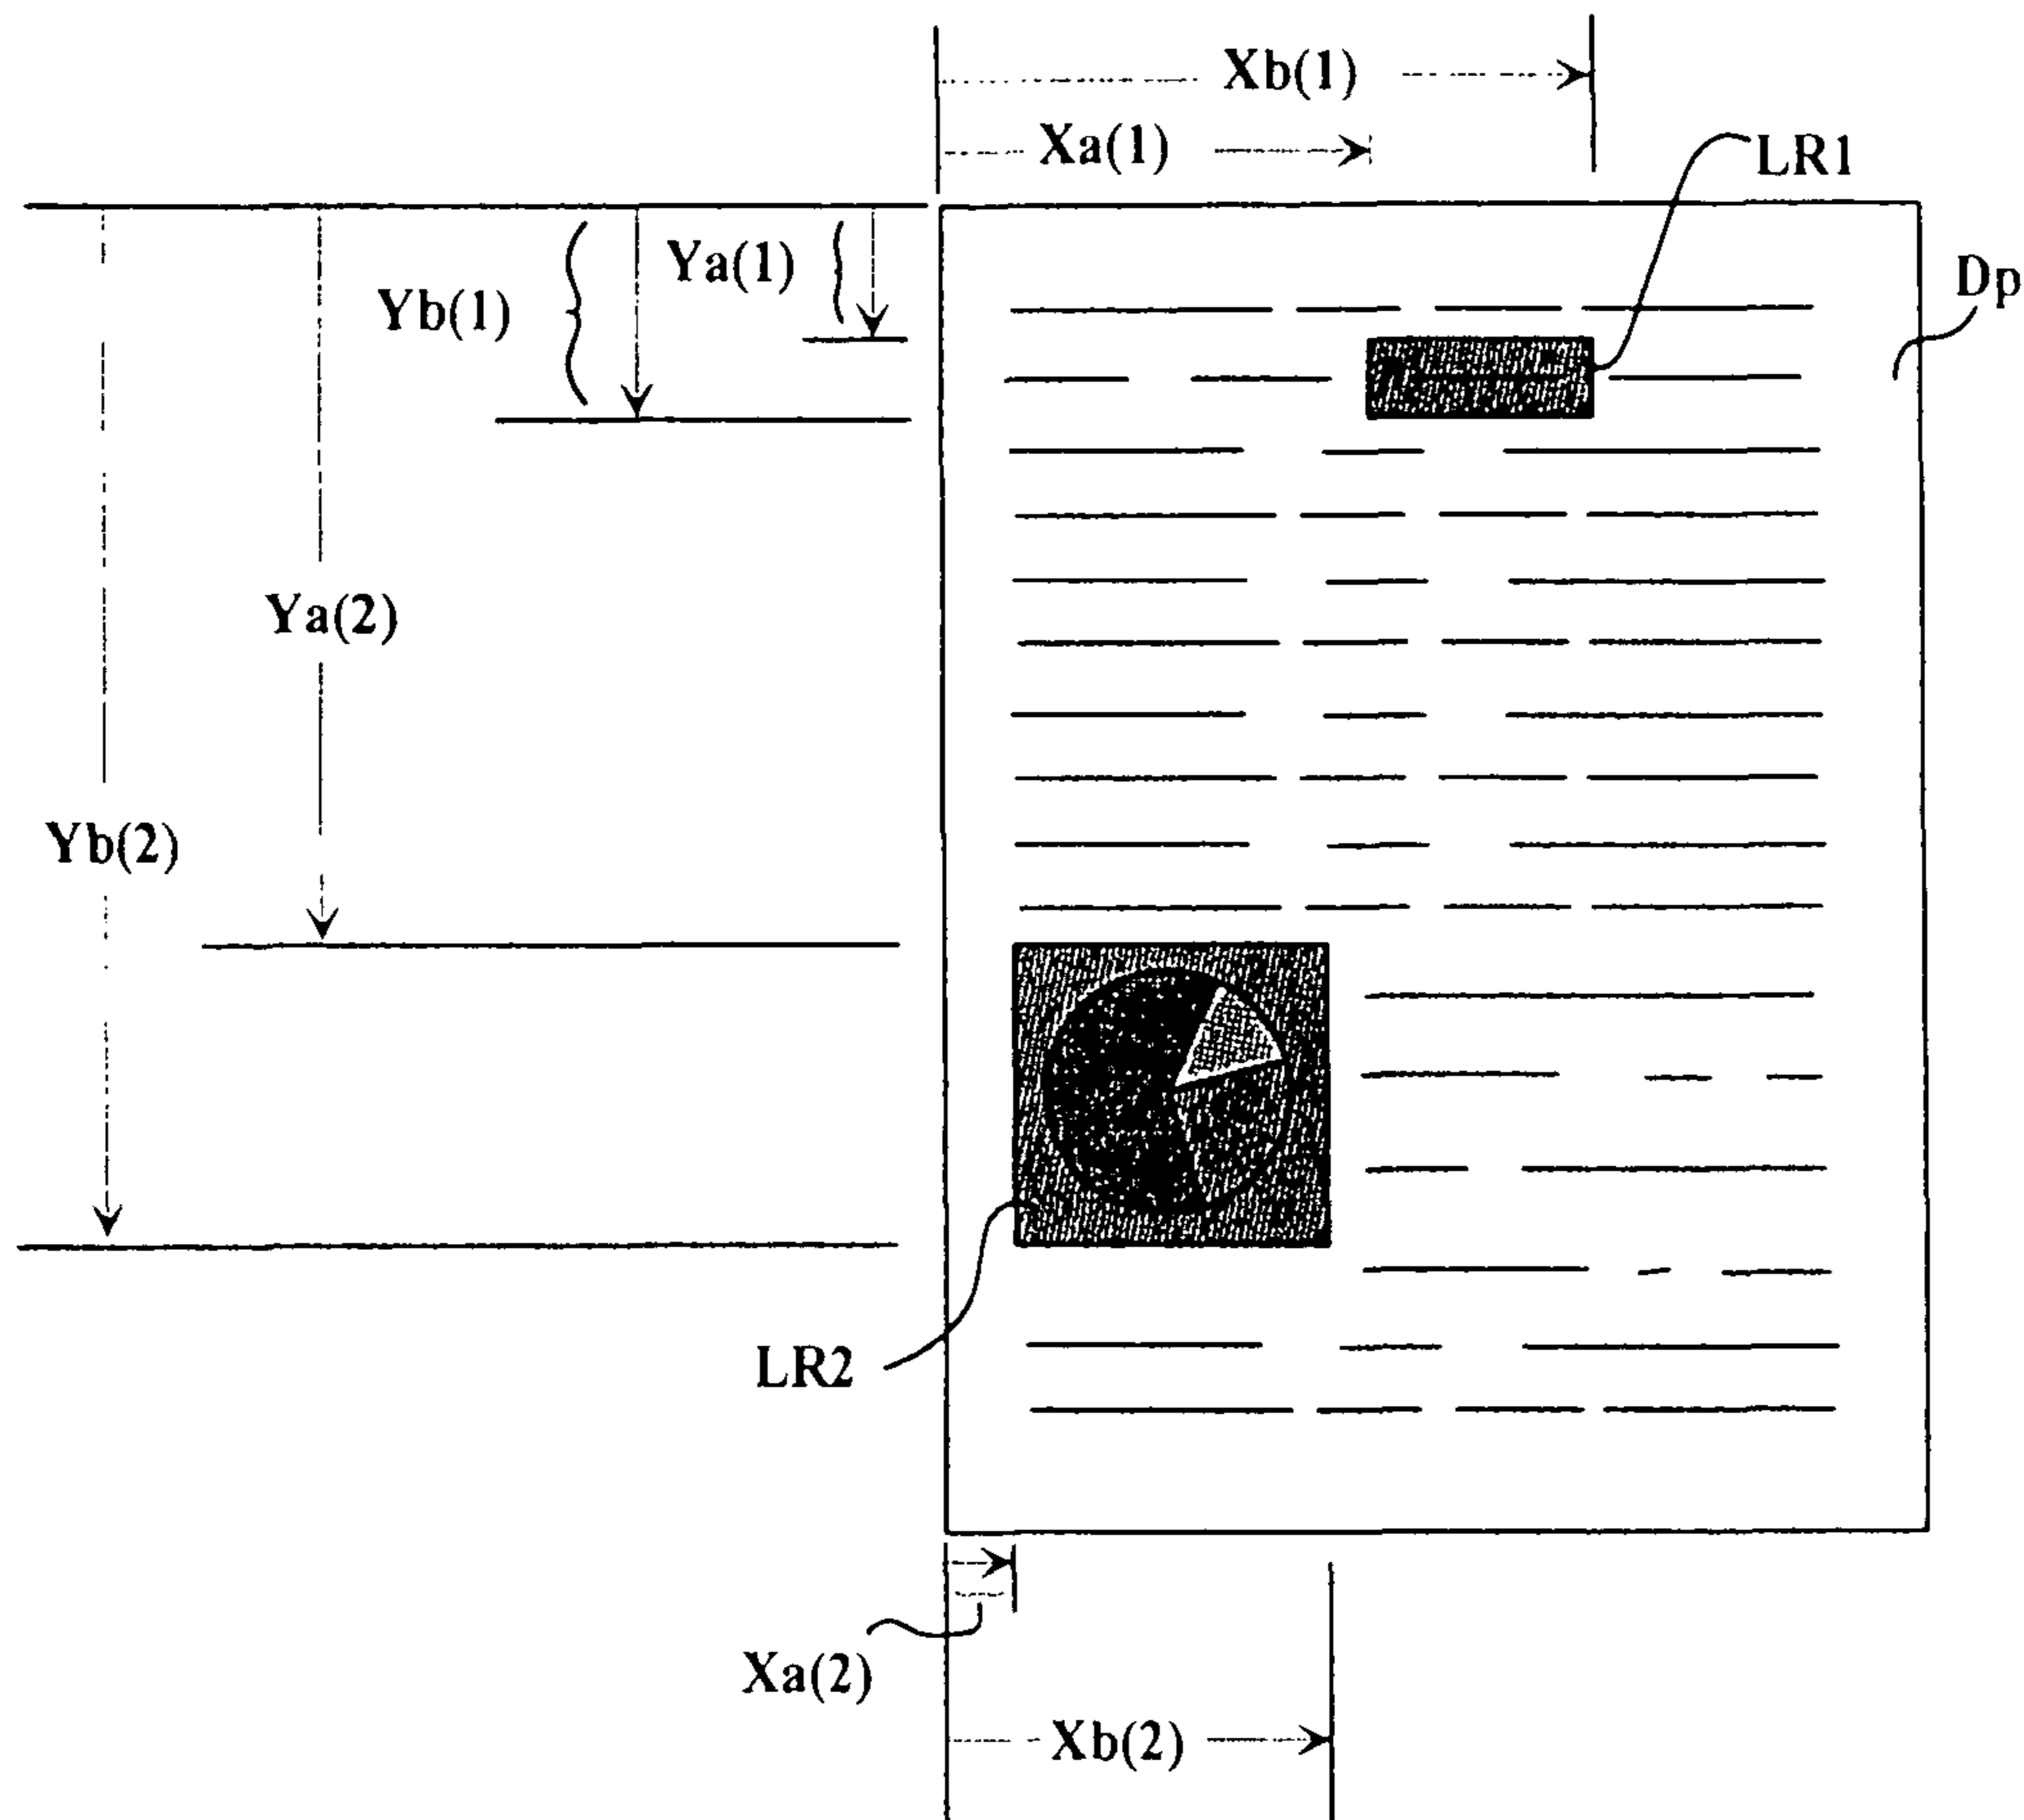 Xb(1)
Xa(1)
LR1
Ya(1)
Dp
Yb(1)
Ya(2)
Yb(2)
LR2
Xa(2)
Xb(2)